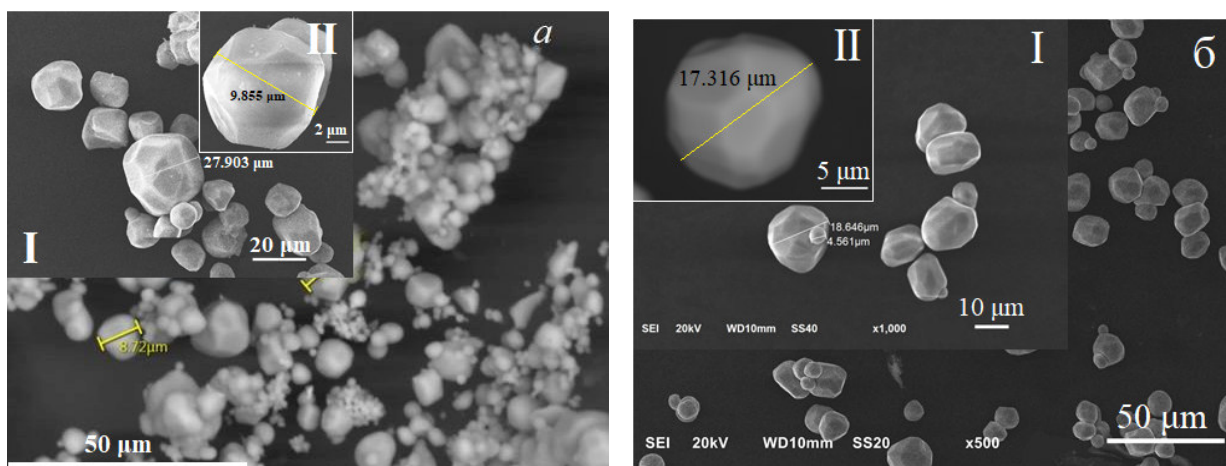 II
a
9.855 μm
2 μm
27.903 μm
I
20 μm
8.72μm
50 μm
II
I
б
17.316 μm
5 μm
18.646μm
4.561μm
SEI 20kV WD10mm SS40 x1,000
10 μm
50 μm
SEI 20kV WD10mm SS20 x500